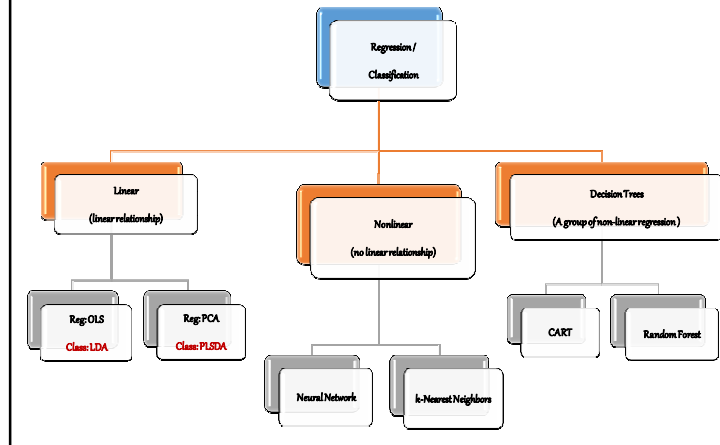 Regression /
Classification
Linear
(linear relationship)
Nonlinear
(no linear relationship)
Decision Trees
(A group of non-linear regression )
Reg: OLS
Class: LDA
Reg: PCA
Class: PLSDA
Neural Network
k-Nearest Neighbors
CART
Random Forest